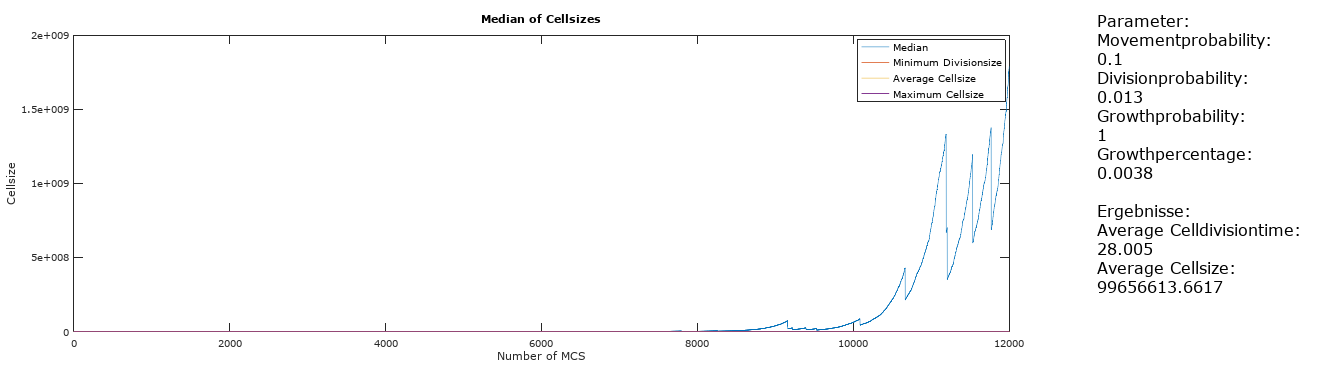 Median of Cellsizes
2e+009
1.5e+009
1e+009
5e+008
0
Cellsize
0
2000
4000
6000
8000
10000
12000
Number of MCS
Median
Minimum Divisionsize
Average Cellsize
Maximum Cellsize
Parameter:
Movementprobability:
0.1
Divisionprobability:
0.013
Growthprobability:
1
Growthpercentage:
0.0038
Ergebnisse:
Average Celldivisiontime:
28.005
Average Cellsize:
99656613.6617